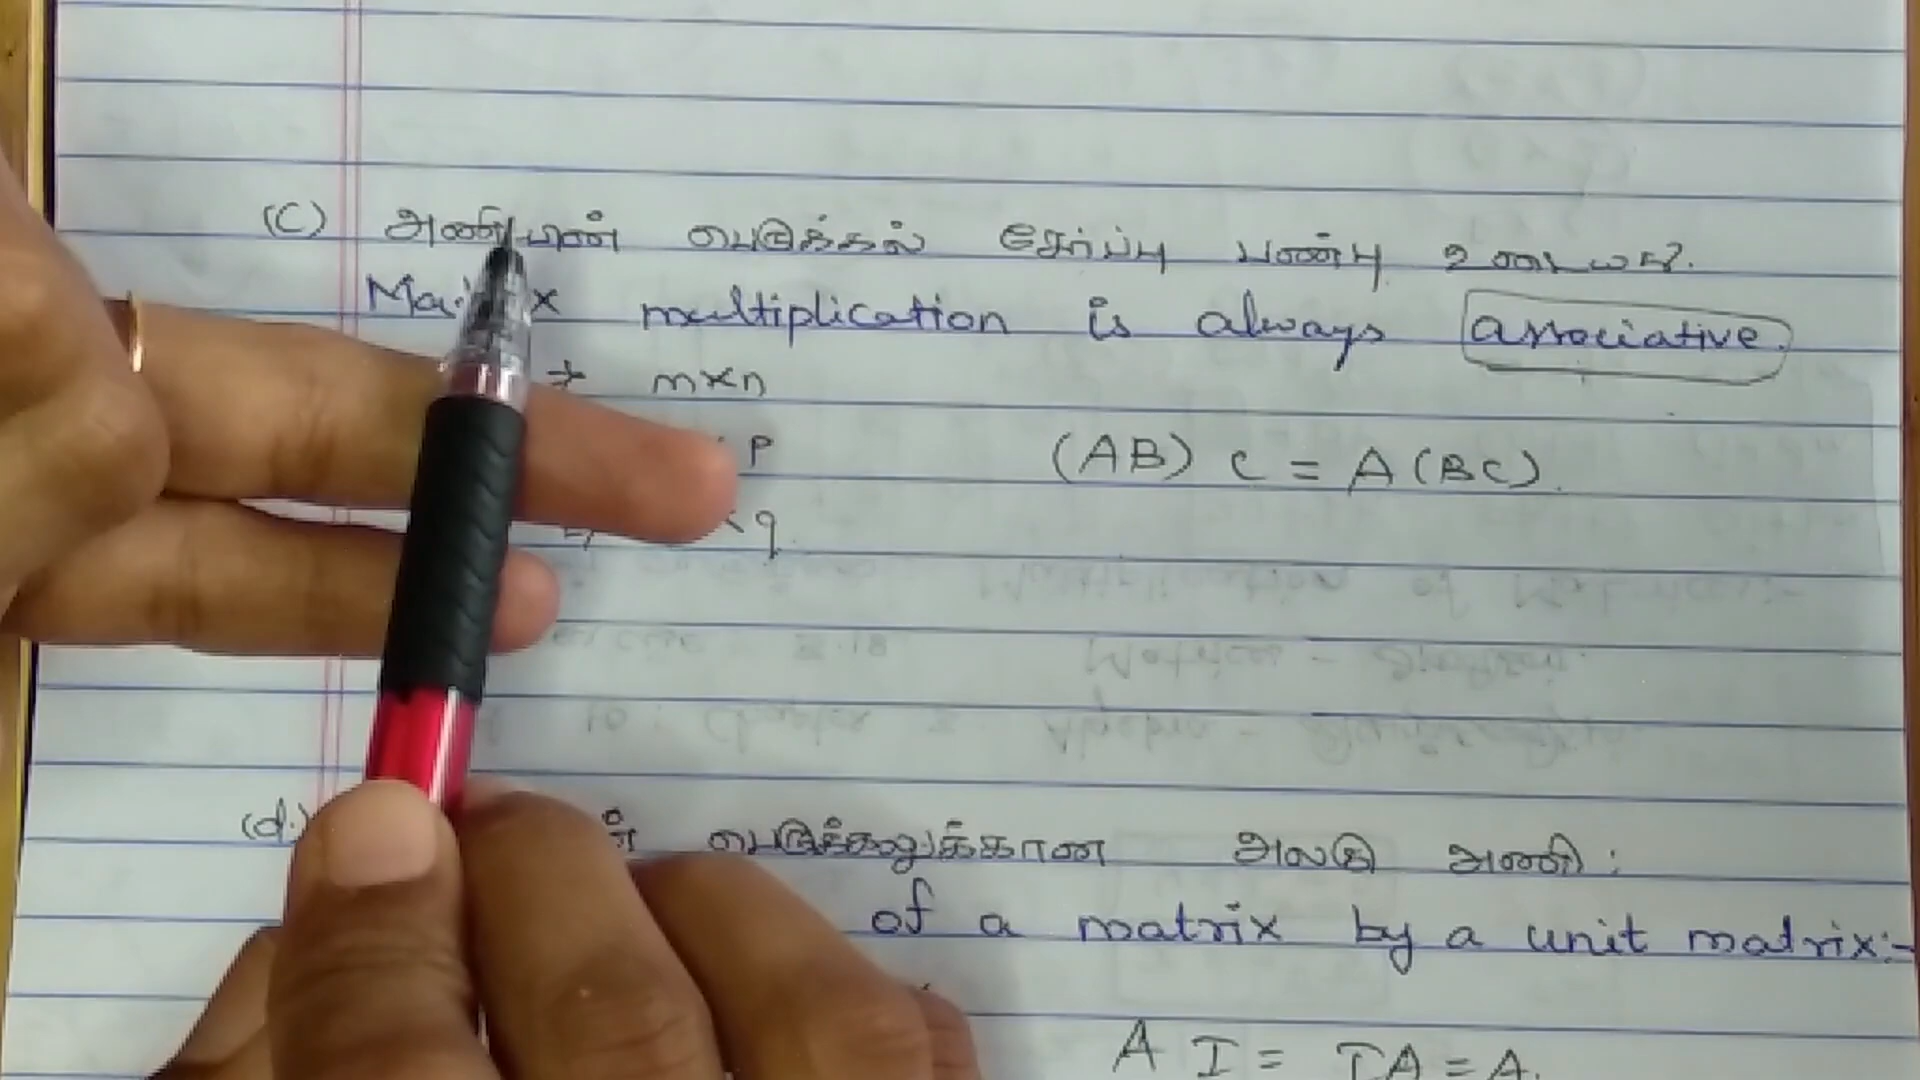 (C) அணியின் பெருக்கல் சேர்ப்பு பண்பு உடையது.
multiplication is always associative.
m×n
p
(AB) C = A (BC).
q
(d.) பெருக்கலுக்கான அலகு அணி :
of a matrix by a unit matrix:-
A I = IA = A.